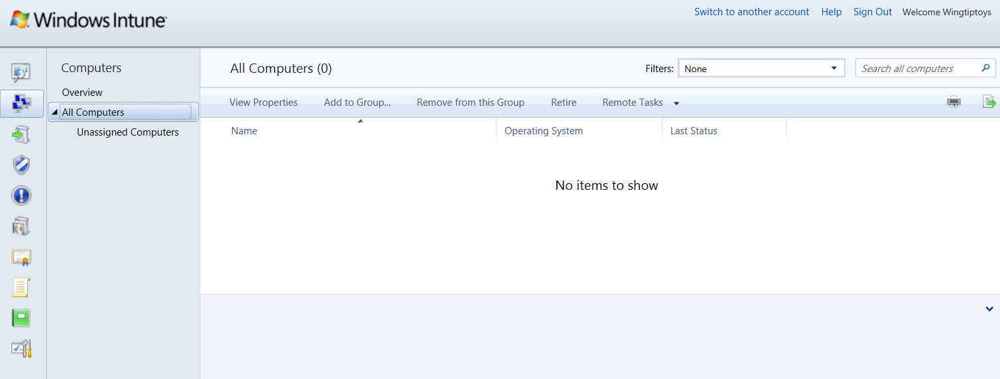 Windows Intune
Switch to another account Help Sign Out Welcome Wingtiptoys
Computers
Overview
All Computers
Unassigned Computers
All Computers (0)
Filters: None
Search all computers
View Properties Add to Group... Remove from this Group Retire Remote Tasks
Name Operating System Last Status
No items to show